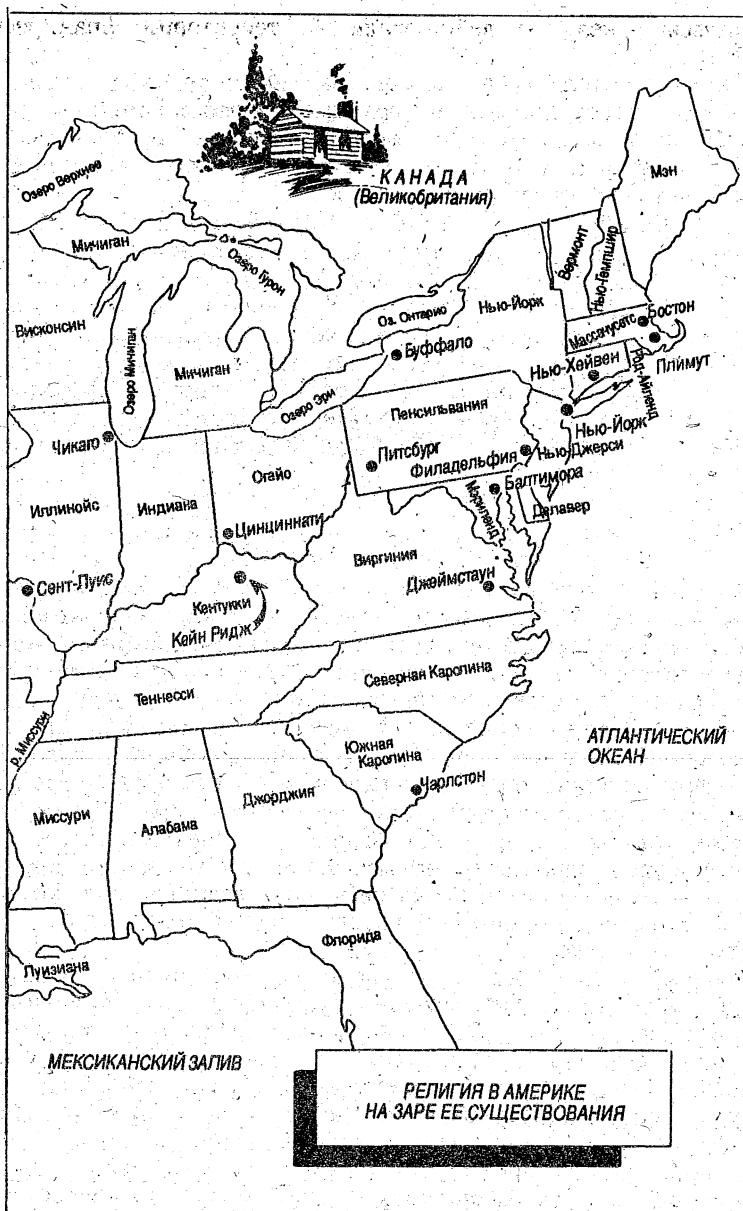 КАНАДА
(Великобритания)
Мэн
Озеро Верхнее
Мичиган
Озеро Гурон
Вермонт
Нью-Гемпшир
Висконсин
Озеро Мичиган
Мичиган
Оз. Онтарио
Нью-Йорк
Массачусетс
Бостон
Буффало
Плимут
Нью-Хейвен
Род-Айленд
Озеро Эри
Пенсильвания
Нью-Йорк
Чикаго
Питсбург
Филадельфия
Нью-Джерси
Огайо
Балтимора
Иллинойс
Индиана
Мэриленд
Делавер
Цинциннати
Виргиния
Сент-Луис
Джеймстаун
Кентукки
Кейн Ридж
Теннесси
Северная Каролина
р. Миссури
Южная
Каролина
АТЛАНТИЧЕСКИЙ
ОКЕАН
Чарлстон
Миссури
Алабама
Джорджия
Луизиана
Флорида
МЕКСИКАНСКИЙ ЗАЛИВ
РЕЛИГИЯ В АМЕРИКЕ
НА ЗАРЕ ЕЕ СУЩЕСТВОВАНИЯ